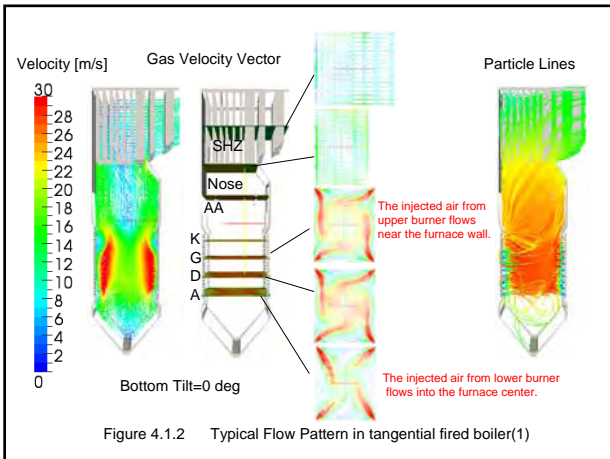 Velocity [m/s]
Gas Velocity Vector
Particle Lines
30
28
26
24
22
20
18
16
14
12
10
8
6
4
2
0
SHZ
Nose
AA
K
G
D
A
The injected air from
upper burner flows
near the furnace wall.
The injected air from lower burner
flows into the furnace center.
Bottom Tilt=0 deg
Figure 4.1.2 Typical Flow Pattern in tangential fired boiler(1)